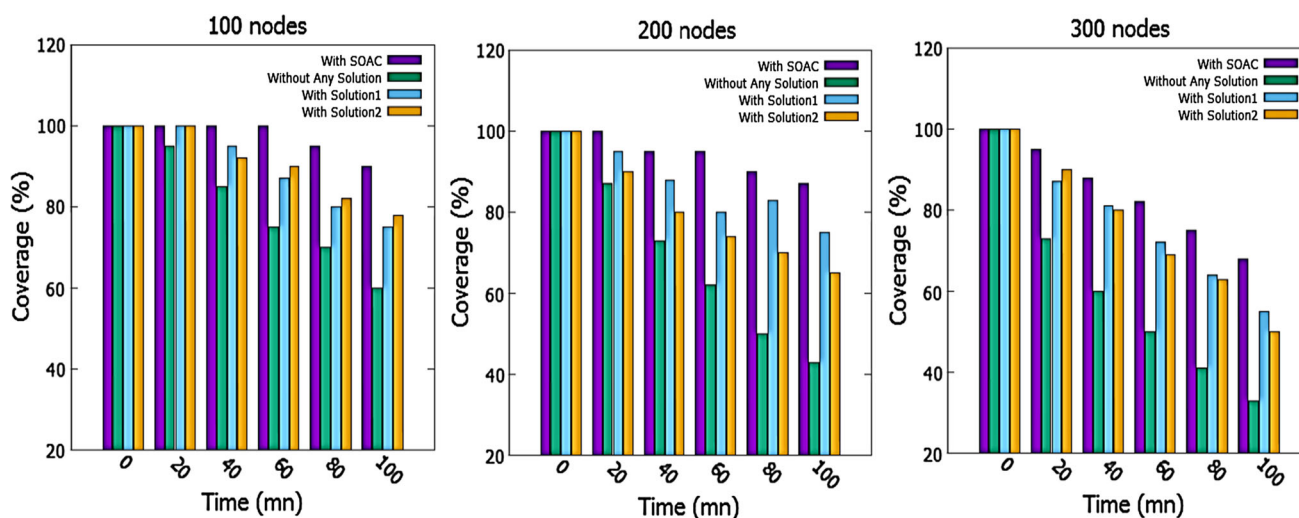 100 nodes
120
100
80
60
40
20
Coverage (%)
With SOAC
Without Any Solution
With Solution1
With Solution2
0
20
40
60
80
100
Time (mn)
200 nodes
120
100
80
60
40
20
Coverage (%)
With SOAC
Without Any Solution
With Solution1
With Solution2
0
20
40
60
80
100
Time (mn)
300 nodes
120
100
80
60
40
20
Coverage (%)
With SOAC
Without Any Solution
With Solution1
With Solution2
0
20
40
60
80
100
Time (mn)